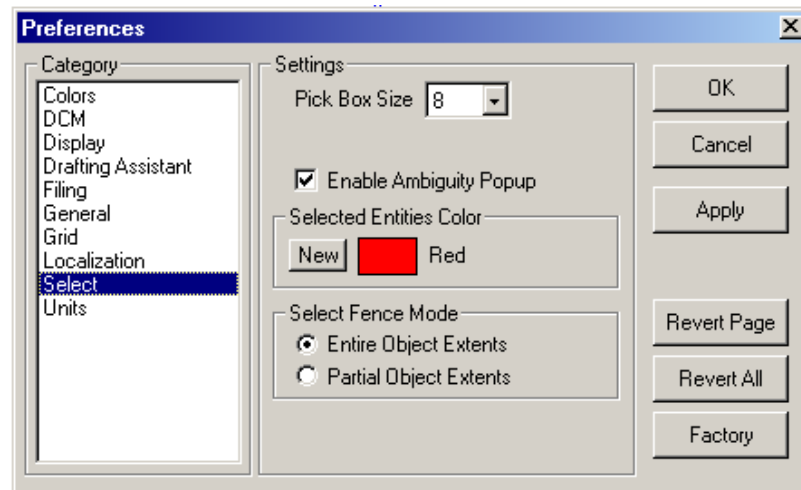 Preferences
Category
Colors
DCM
Display
Drafting Assistant
Filing
General
Grid
Localization
Select
Units
Settings
Pick Box Size 8
Enable Ambiguity Popup
Selected Entities Color
New Red
Select Fence Mode
Entire Object Extents
Partial Object Extents
OK
Cancel
Apply
Revert Page
Revert All
Factory